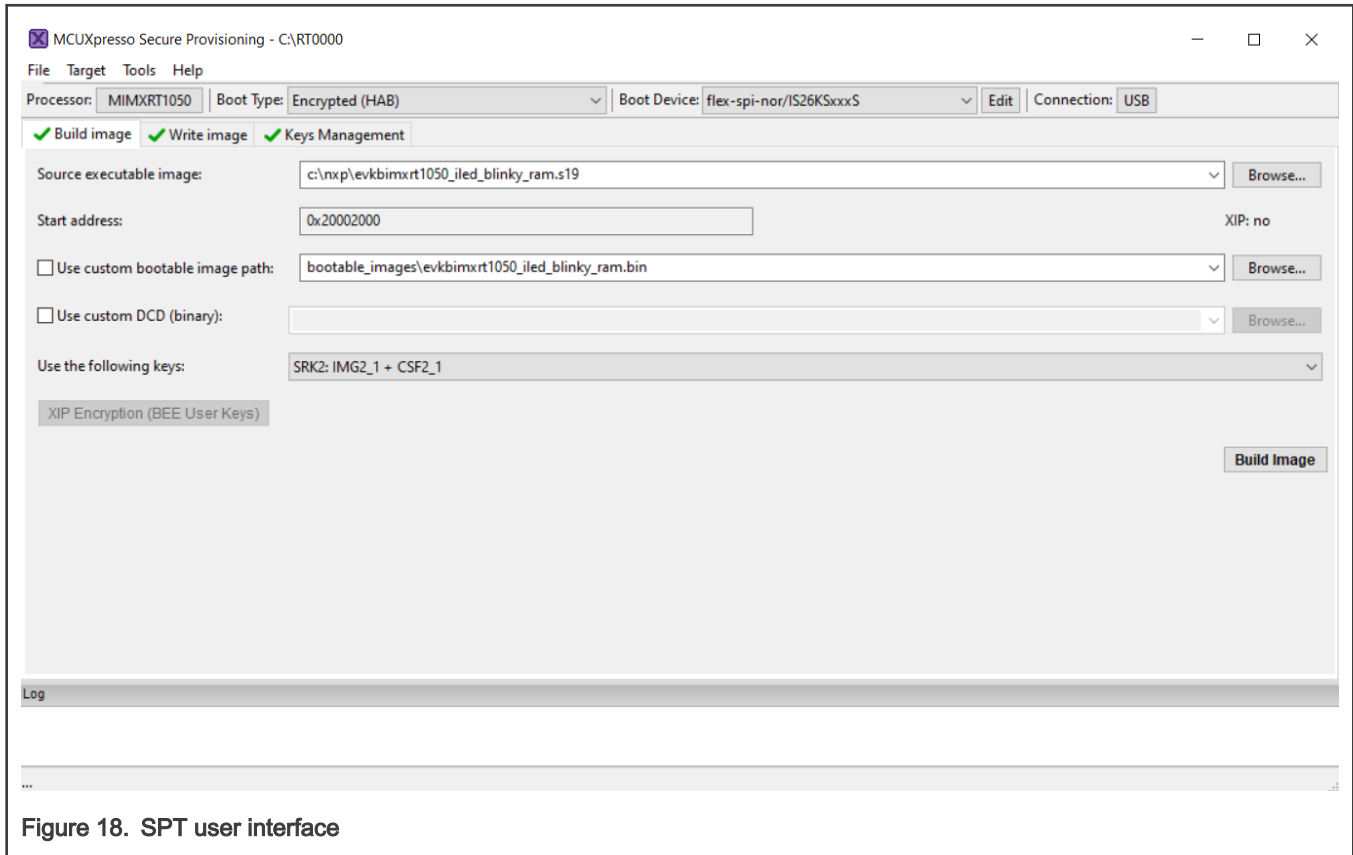 MCUXpresso Secure Provisioning - C:\RT0000
File Target Tools Help
Processor: MIMXRT1050 Boot Type: Encrypted (HAB) Boot Device: flex-spi-nor/IS26KSxxxS Edit Connection: USB
Build image Write image Keys Management
Source executable image: c:\nxp\evkbimxrt1050_iled_blinky_ram.s19 Browse...
Start address: 0x20002000 XIP: no
Use custom bootable image path: bootable_images\evkbimxrt1050_iled_blinky_ram.bin Browse...
Use custom DCD (binary): Browse...
Use the following keys: SRK2: IMG2_1 + CSF2_1
XIP Encryption (BEE User Keys)
Build Image
Log
...
Figure 18. SPT user interface